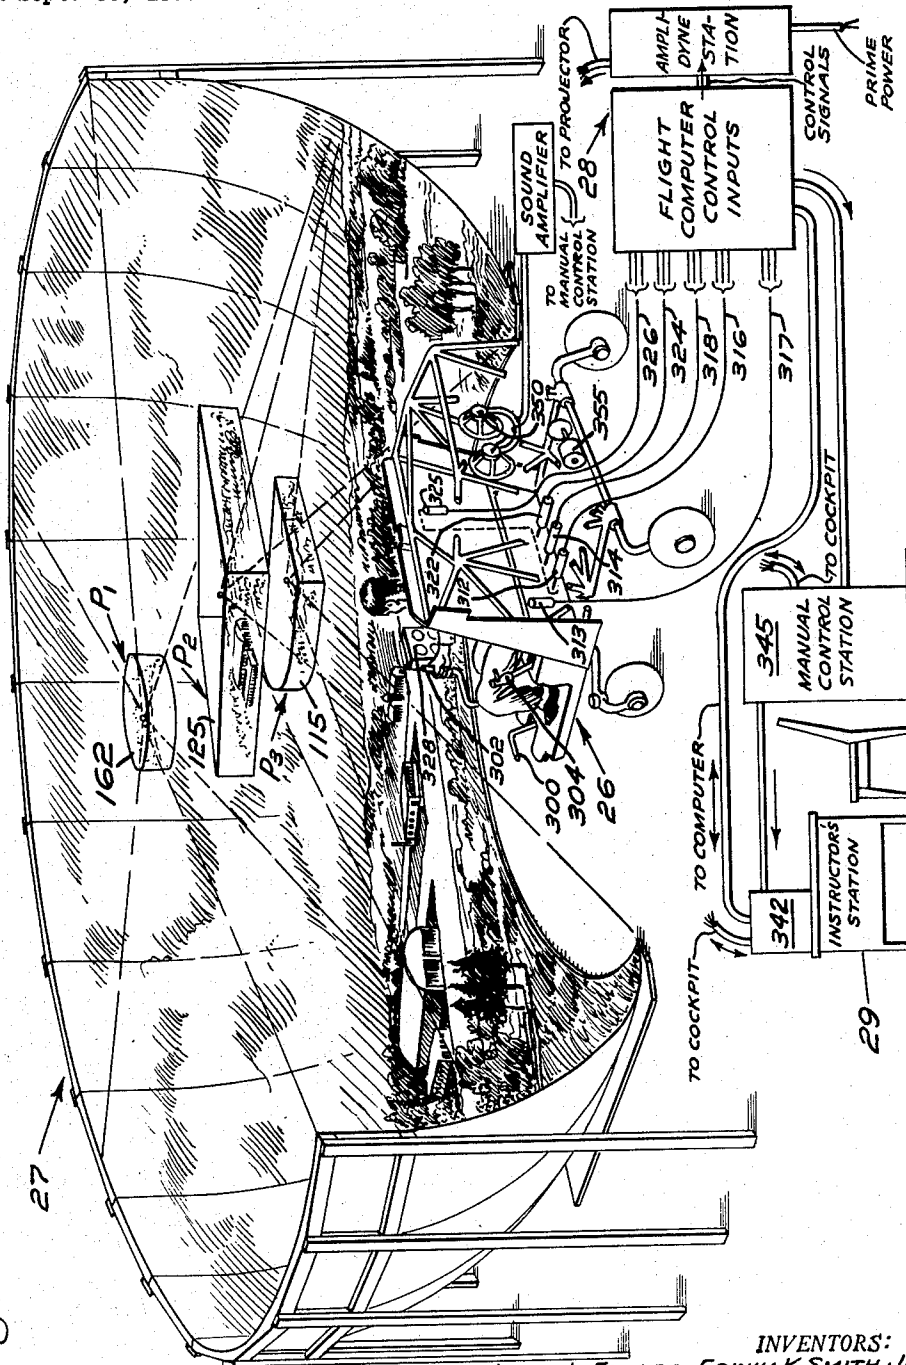 27
162
P1
125
P2
P3
115
328
302
300
304
26
322
312
325
313
314
350
355
SOUND
AMPLIFIER
TO PROJECTOR
TO
MANUAL
CONTROL
STATION
28
AMPLI-
DYNE
STA-
TION
FLIGHT
COMPUTER
CONTROL
INPUTS
CONTROL
SIGNALS
PRIME
POWER
326
324
318
316
317
TO COCKPIT
TO COMPUTER
345
MANUAL
CONTROL
STATION
342
INSTRUCTOR'S
STATION
TO COCKPIT
29
INVENTORS: